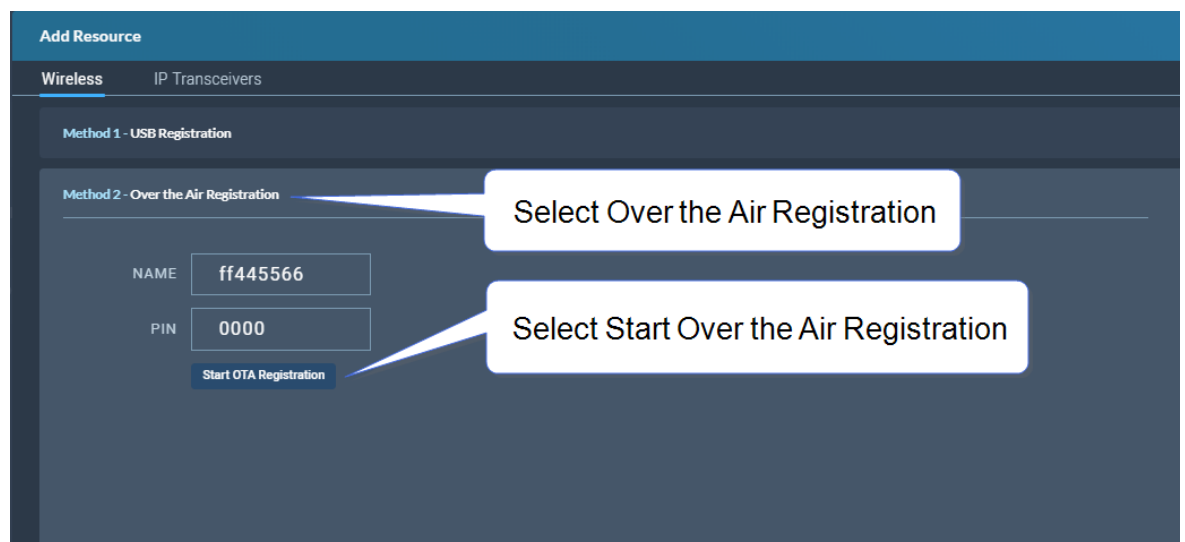 Add Resource
Wireless IP Transceivers
Method 1 - USB Registration
Method 2 - Over the Air Registration
Select Over the Air Registration
NAME ff445566
PIN 0000
Select Start Over the Air Registration
Start OTA Registration